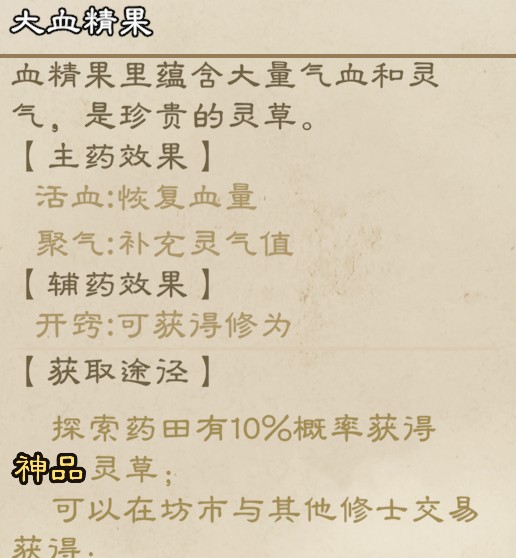 大血精果
血精果里蕴含大量气血和灵
气，是珍贵的灵草。
【主药效果】
活血:恢复血量
聚气:补充灵气值
【辅药效果】
开窍:可获得修为
【获取途径】
探索药田有10%概率获得
神品灵草；
可以在坊市与其他修士交易
获得；